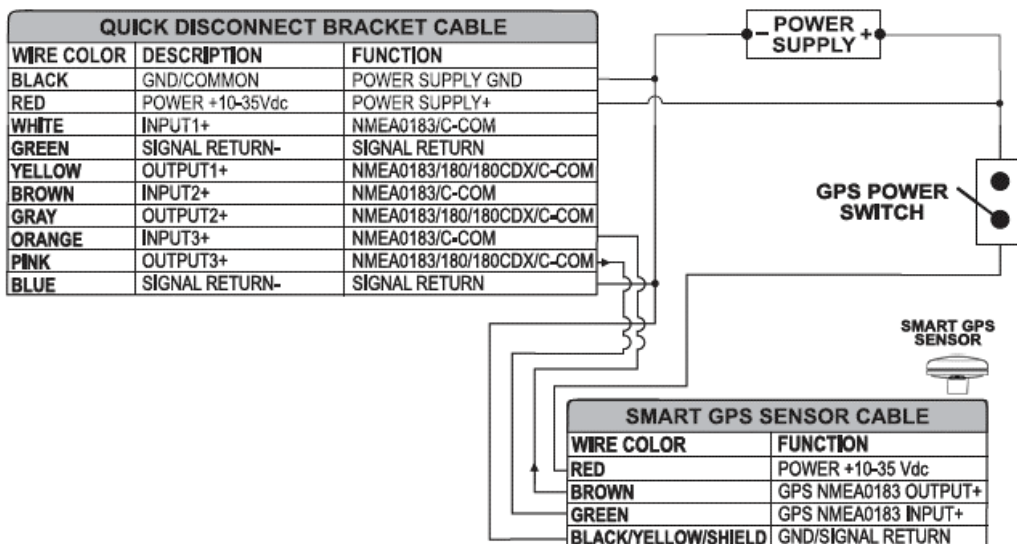 QUICK DISCONNECT BRACKET CABLE
WIRE COLOR DESCRIPTION FUNCTION
BLACK GND/COMMON POWER SUPPLY GND
RED POWER +10-35Vdc POWER SUPPLY+
WHITE INPUT1+ NMEA0183/C-COM
GREEN SIGNAL RETURN- SIGNAL RETURN
YELLOW OUTPUT1+ NMEA0183/180/180CDX/C-COM
BROWN INPUT2+ NMEA0183/C-COM
GRAY OUTPUT2+ NMEA0183/180/180CDX/C-COM
ORANGE INPUT3+ NMEA0183/C-COM
PINK OUTPUT3+ NMEA0183/180/180CDX/C-COM
BLUE SIGNAL RETURN- SIGNAL RETURN
- POWER +
SUPPLY
GPS POWER
SWITCH
SMART GPS
SENSOR
SMART GPS SENSOR CABLE
WIRE COLOR FUNCTION
RED POWER +10-35 Vdc
BROWN GPS NMEA0183 OUTPUT+
GREEN GPS NMEA0183 INPUT+
BLACK/YELLOW/SHIELD GND/SIGNAL RETURN